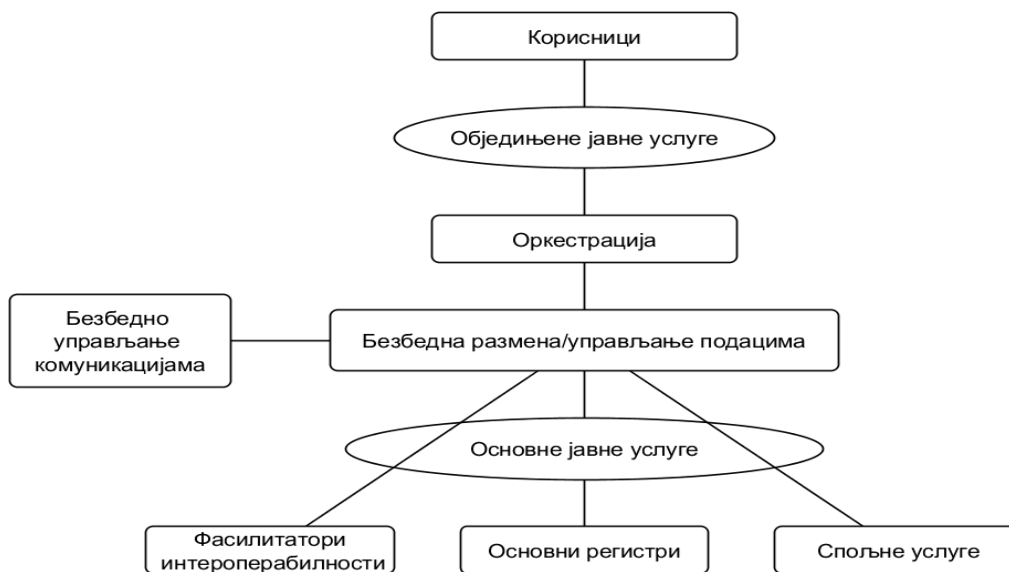 Корисници
Обједињене јавне услуге
Оркестрација
Безбедно
управљање
комуникацијама
Безбедна размена/управљање подацима
Основне јавне услуге
Фасилитатори
интероперабилности
Основни регистри
Спољне услуге